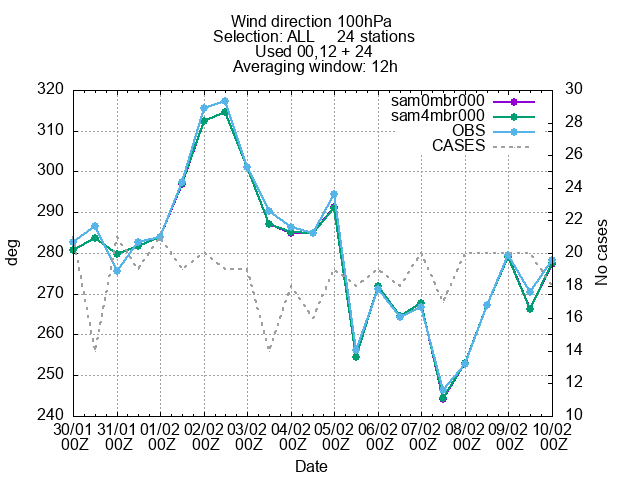 Wind direction 100hPa
Selection: ALL 24 stations
Used 00,12 + 24
Averaging window: 12h
sam0mbr000
sam4mbr000
OBS
CASES
320
310
300
290
280
270
260
250
240
deg
30
28
26
24
22
20
18
16
14
12
10
No cases
30/01 31/01 01/02 02/02 03/02 04/02 05/02 06/02 07/02 08/02 09/02 10/02
00Z 00Z 00Z 00Z 00Z 00Z 00Z 00Z 00Z 00Z 00Z 00Z
Date